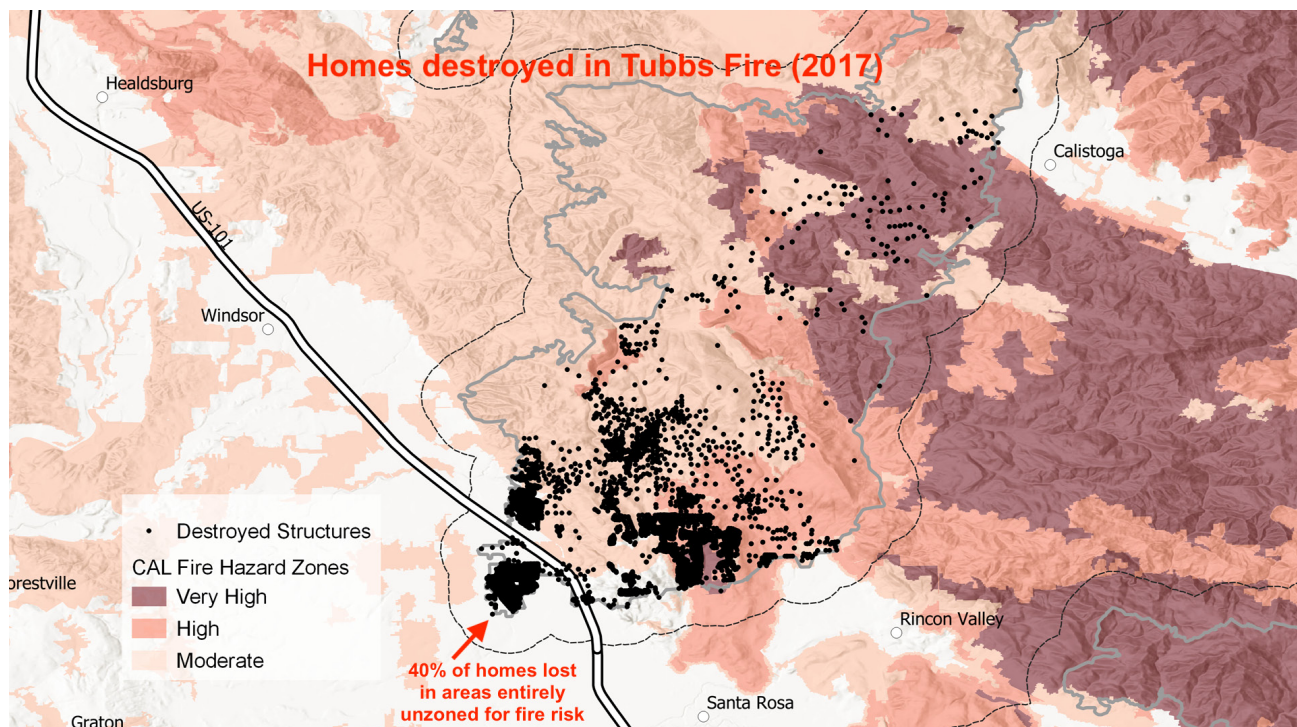 Homes destroyed in Tubbs Fire (2017)
Healdsburg
Calistoga
US-101
Windsor
Destroyed Structures
CAL Fire Hazard Zones
Very High
High
Moderate
orestville
Rincon Valley
40% of homes lost
in areas entirely
unzoned for fire risk
Santa Rosa
Graton